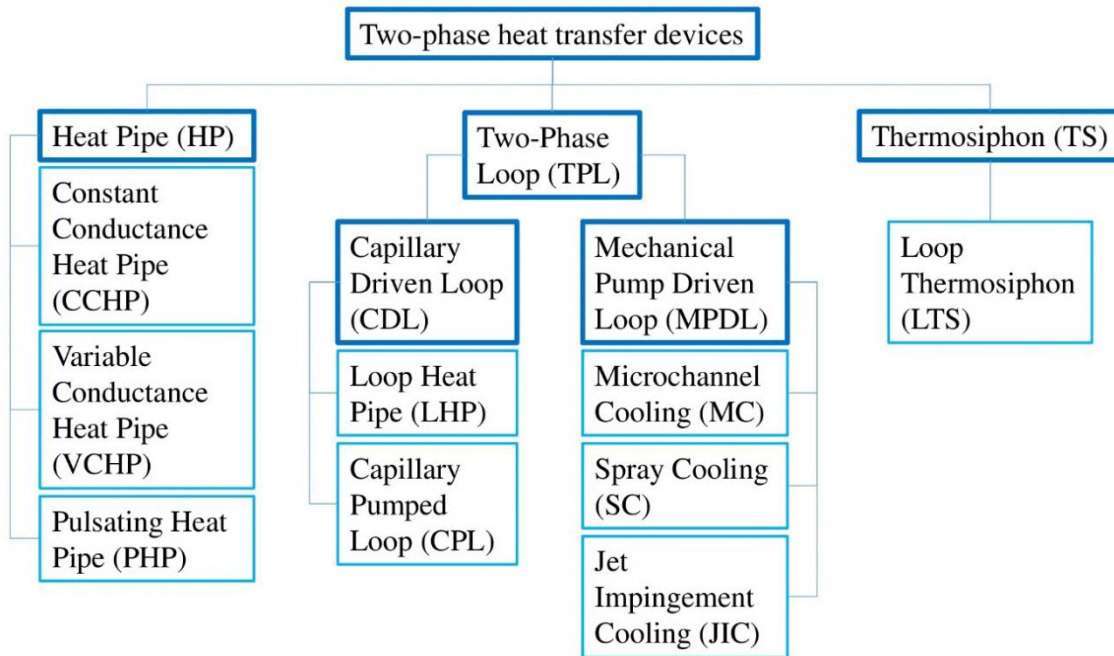 Two-phase heat transfer devices
Heat Pipe (HP)
Constant
Conductance
Heat Pipe
(CCHP)
Variable
Conductance
Heat Pipe
(VCHP)
Pulsating Heat
Pipe (PHP)
Two-Phase
Loop (TPL)
Capillary
Driven Loop
(CDL)
Loop Heat
Pipe (LHP)
Capillary
Pumped
Loop (CPL)
Mechanical
Pump Driven
Loop (MPDL)
Microchannel
Cooling (MC)
Spray Cooling
(SC)
Jet
Impingement
Cooling (JIC)
Thermosiphon (TS)
Loop
Thermosiphon
(LTS)